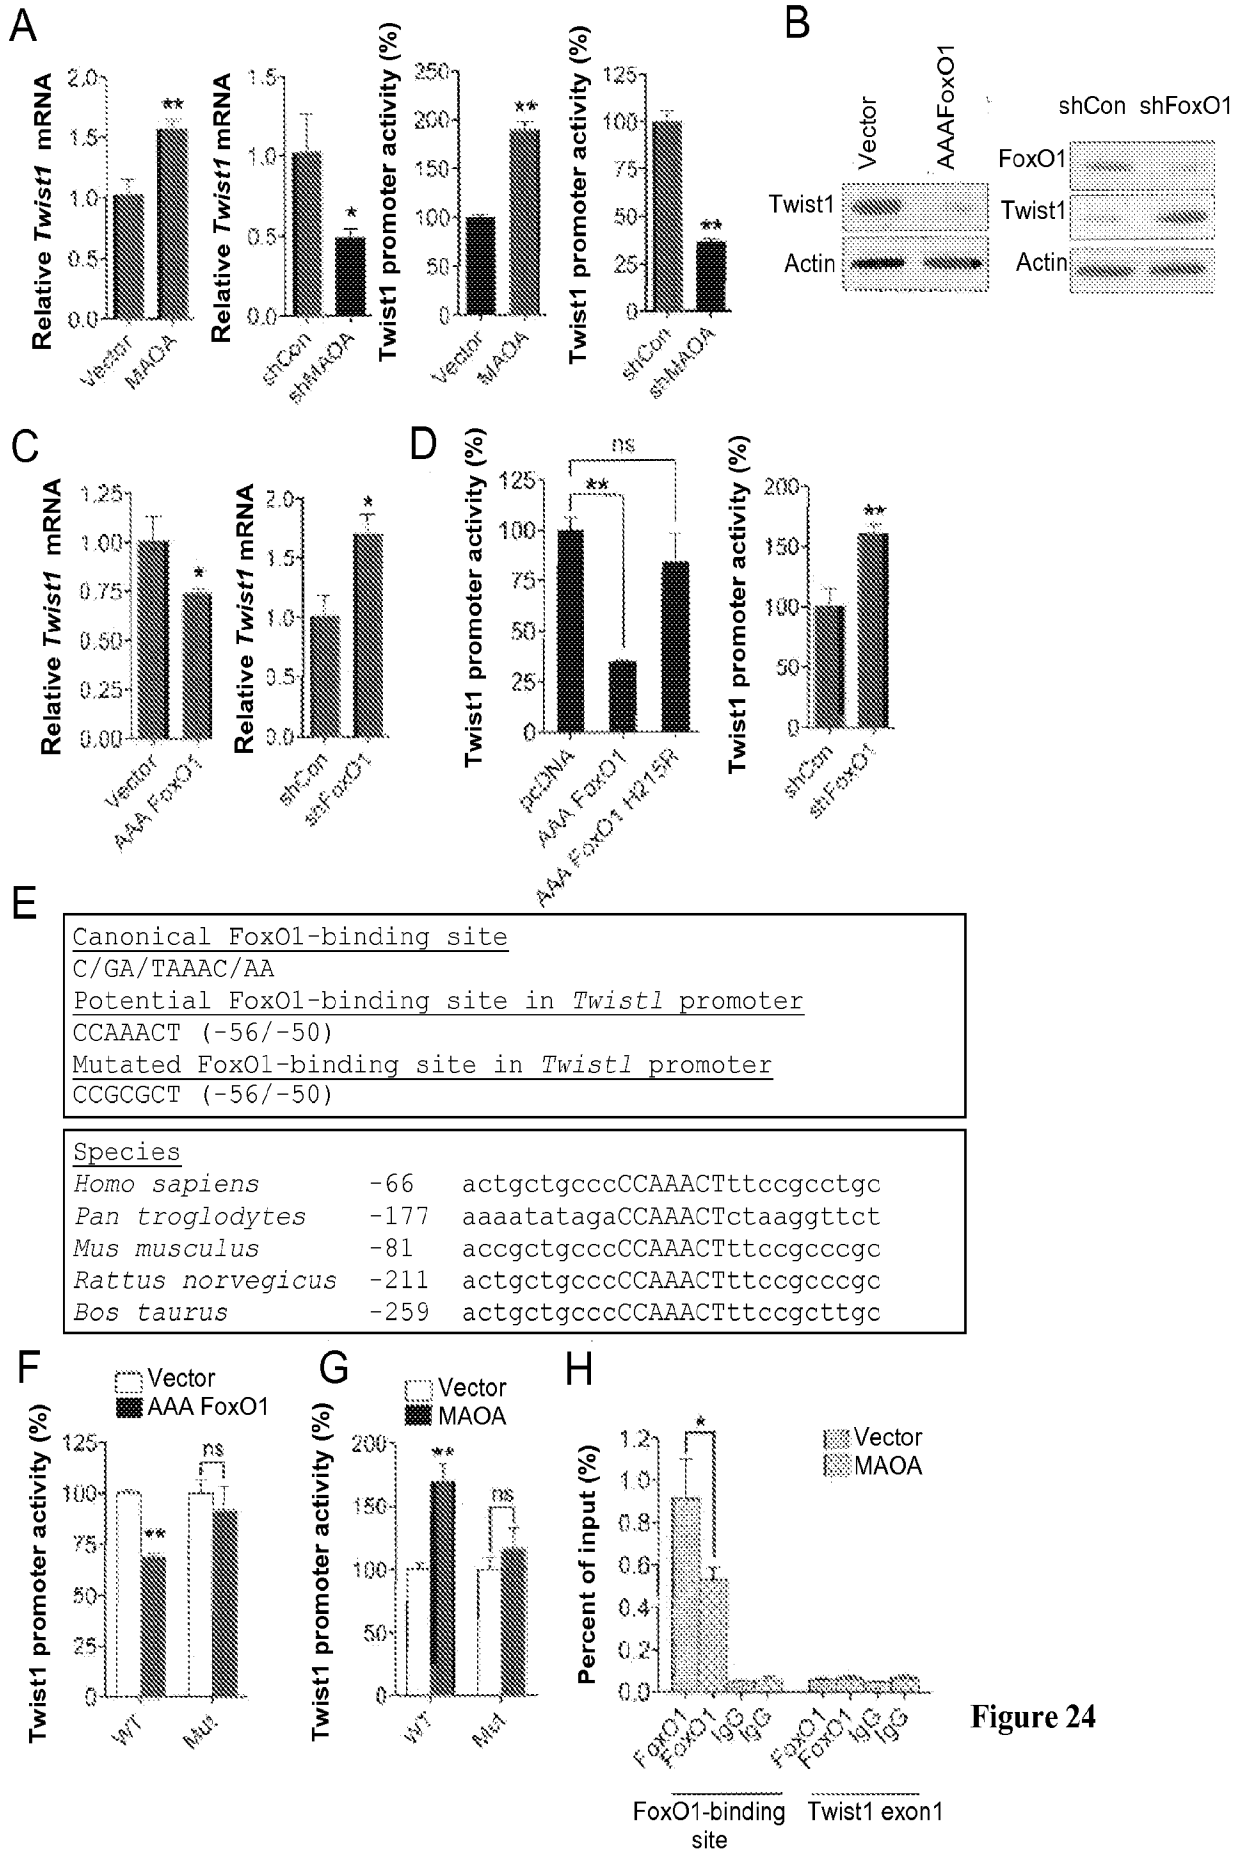 A
Relative Twist1 mRNA
2.0
1.5
1.0
0.5
0.0
**
Vector
MAOA
Relative Twist1 mRNA
1.5
1.0
0.5
0.0
*
shCon
shMAOA
Twist1 promoter activity (%)
250
200
150
100
50
0
**
Vector
MAOA
Twist1 promoter activity (%)
125
100
75
50
25
0
**
shCon
shMAOA
B
Vector
AAAFoxO1
Twist1
Actin
shCon shFoxO1
FoxO1
Twist1
Actin
C
Relative Twist1 mRNA
1.25
1.00
0.75
0.50
0.25
0.00
*
Vector
AAA FoxO1
Relative Twist1 mRNA
2.0
1.5
1.0
0.5
0.0
*
shCon
shFoxO1
D
Twist1 promoter activity (%)
125
100
75
50
25
0
ns
**
pcDNA
AAA FoxO1
AAA FoxO1 H215R
Twist1 promoter activity (%)
200
150
100
50
0
**
shCon
shFoxO1
E
Canonical FoxO1-binding site
C/GA/TAAAC/AA
Potential FoxO1-binding site in Twist1 promoter
CCAAACT (-56/-50)
Mutated FoxO1-binding site in Twist1 promoter
CCGCGCT (-56/-50)
Species
Homo sapiens -66 actgctgcccCCAAACTttccgcctgc
Pan troglodytes -177 aaaatatagaCCAAACTctaaggttct
Mus musculus -81 accgctgcccCCAAACTttccgcccgc
Rattus norvegicus -211 actgctgcccCCAAACTttccgcccgc
Bos taurus -259 actgctgcccCCAAACTttccgcttgc
F
Vector
AAA FoxO1
Twist1 promoter activity (%)
125
100
75
50
25
0
**
ns
WT
Mut
G
Vector
MAOA
Twist1 promoter activity (%)
200
150
100
50
0
**
ns
WT
Mut
H
Vector
MAOA
Percent of input (%)
1.2
1.0
0.8
0.6
0.4
0.2
0.0
*
FoxO1
FoxO1
IgG
IgG
FoxO1
FoxO1
IgG
IgG
FoxO1-binding
site
Twist1 exon1
Figure 24